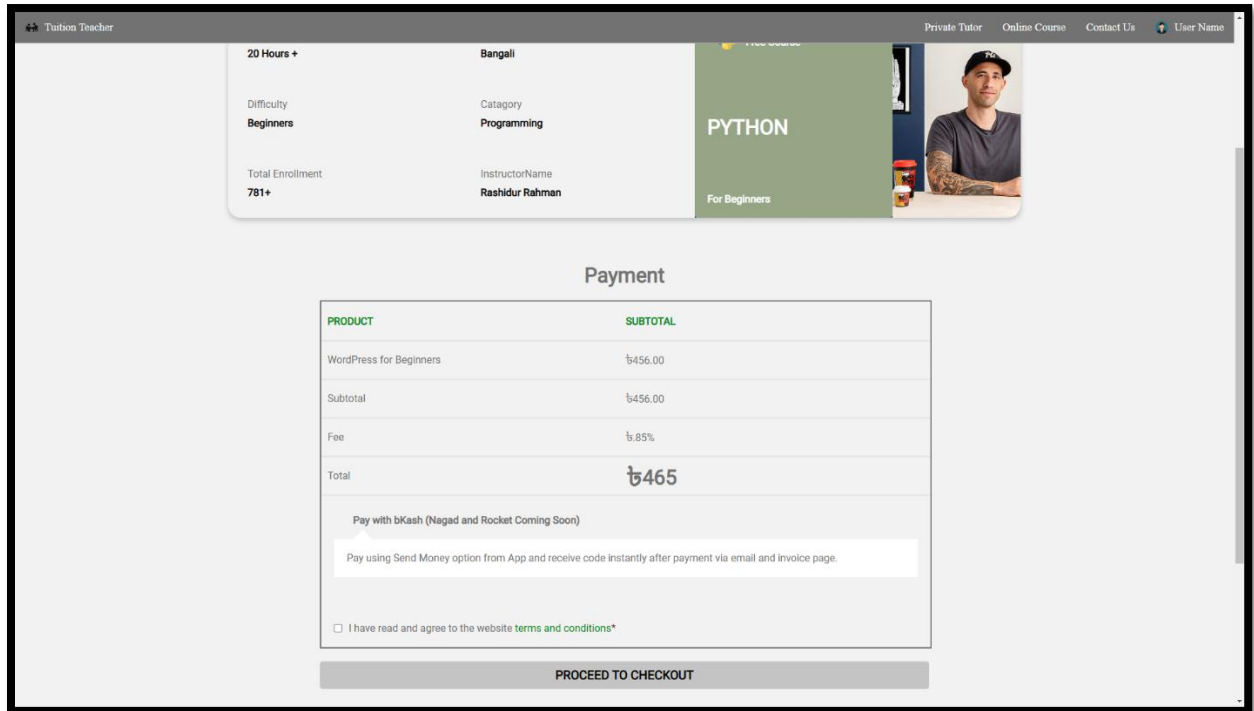 Tuition Teacher
Private Tutor Online Course Contact Us User Name
20 Hours +
Bangali
Free Course
Difficulty
Beginners
Catagory
Programming
PYTHON
Total Enrollment
781+
InstructorName
Rashidur Rahman
For Beginners
Payment
PRODUCT SUBTOTAL
WordPress for Beginners ৳456.00
Subtotal ৳456.00
Fee ৳.85%
Total ৳465
Pay with bKash (Nagad and Rocket Coming Soon)
Pay using Send Money option from App and receive code instantly after payment via email and invoice page.
I have read and agree to the website terms and conditions*
PROCEED TO CHECKOUT